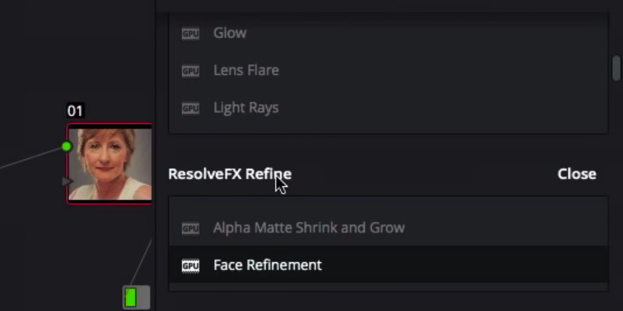 GPU Glow
GPU Lens Flare
GPU Light Rays
01
ResolveFX Refine Close
GPU Alpha Matte Shrink and Grow
GPU Face Refinement